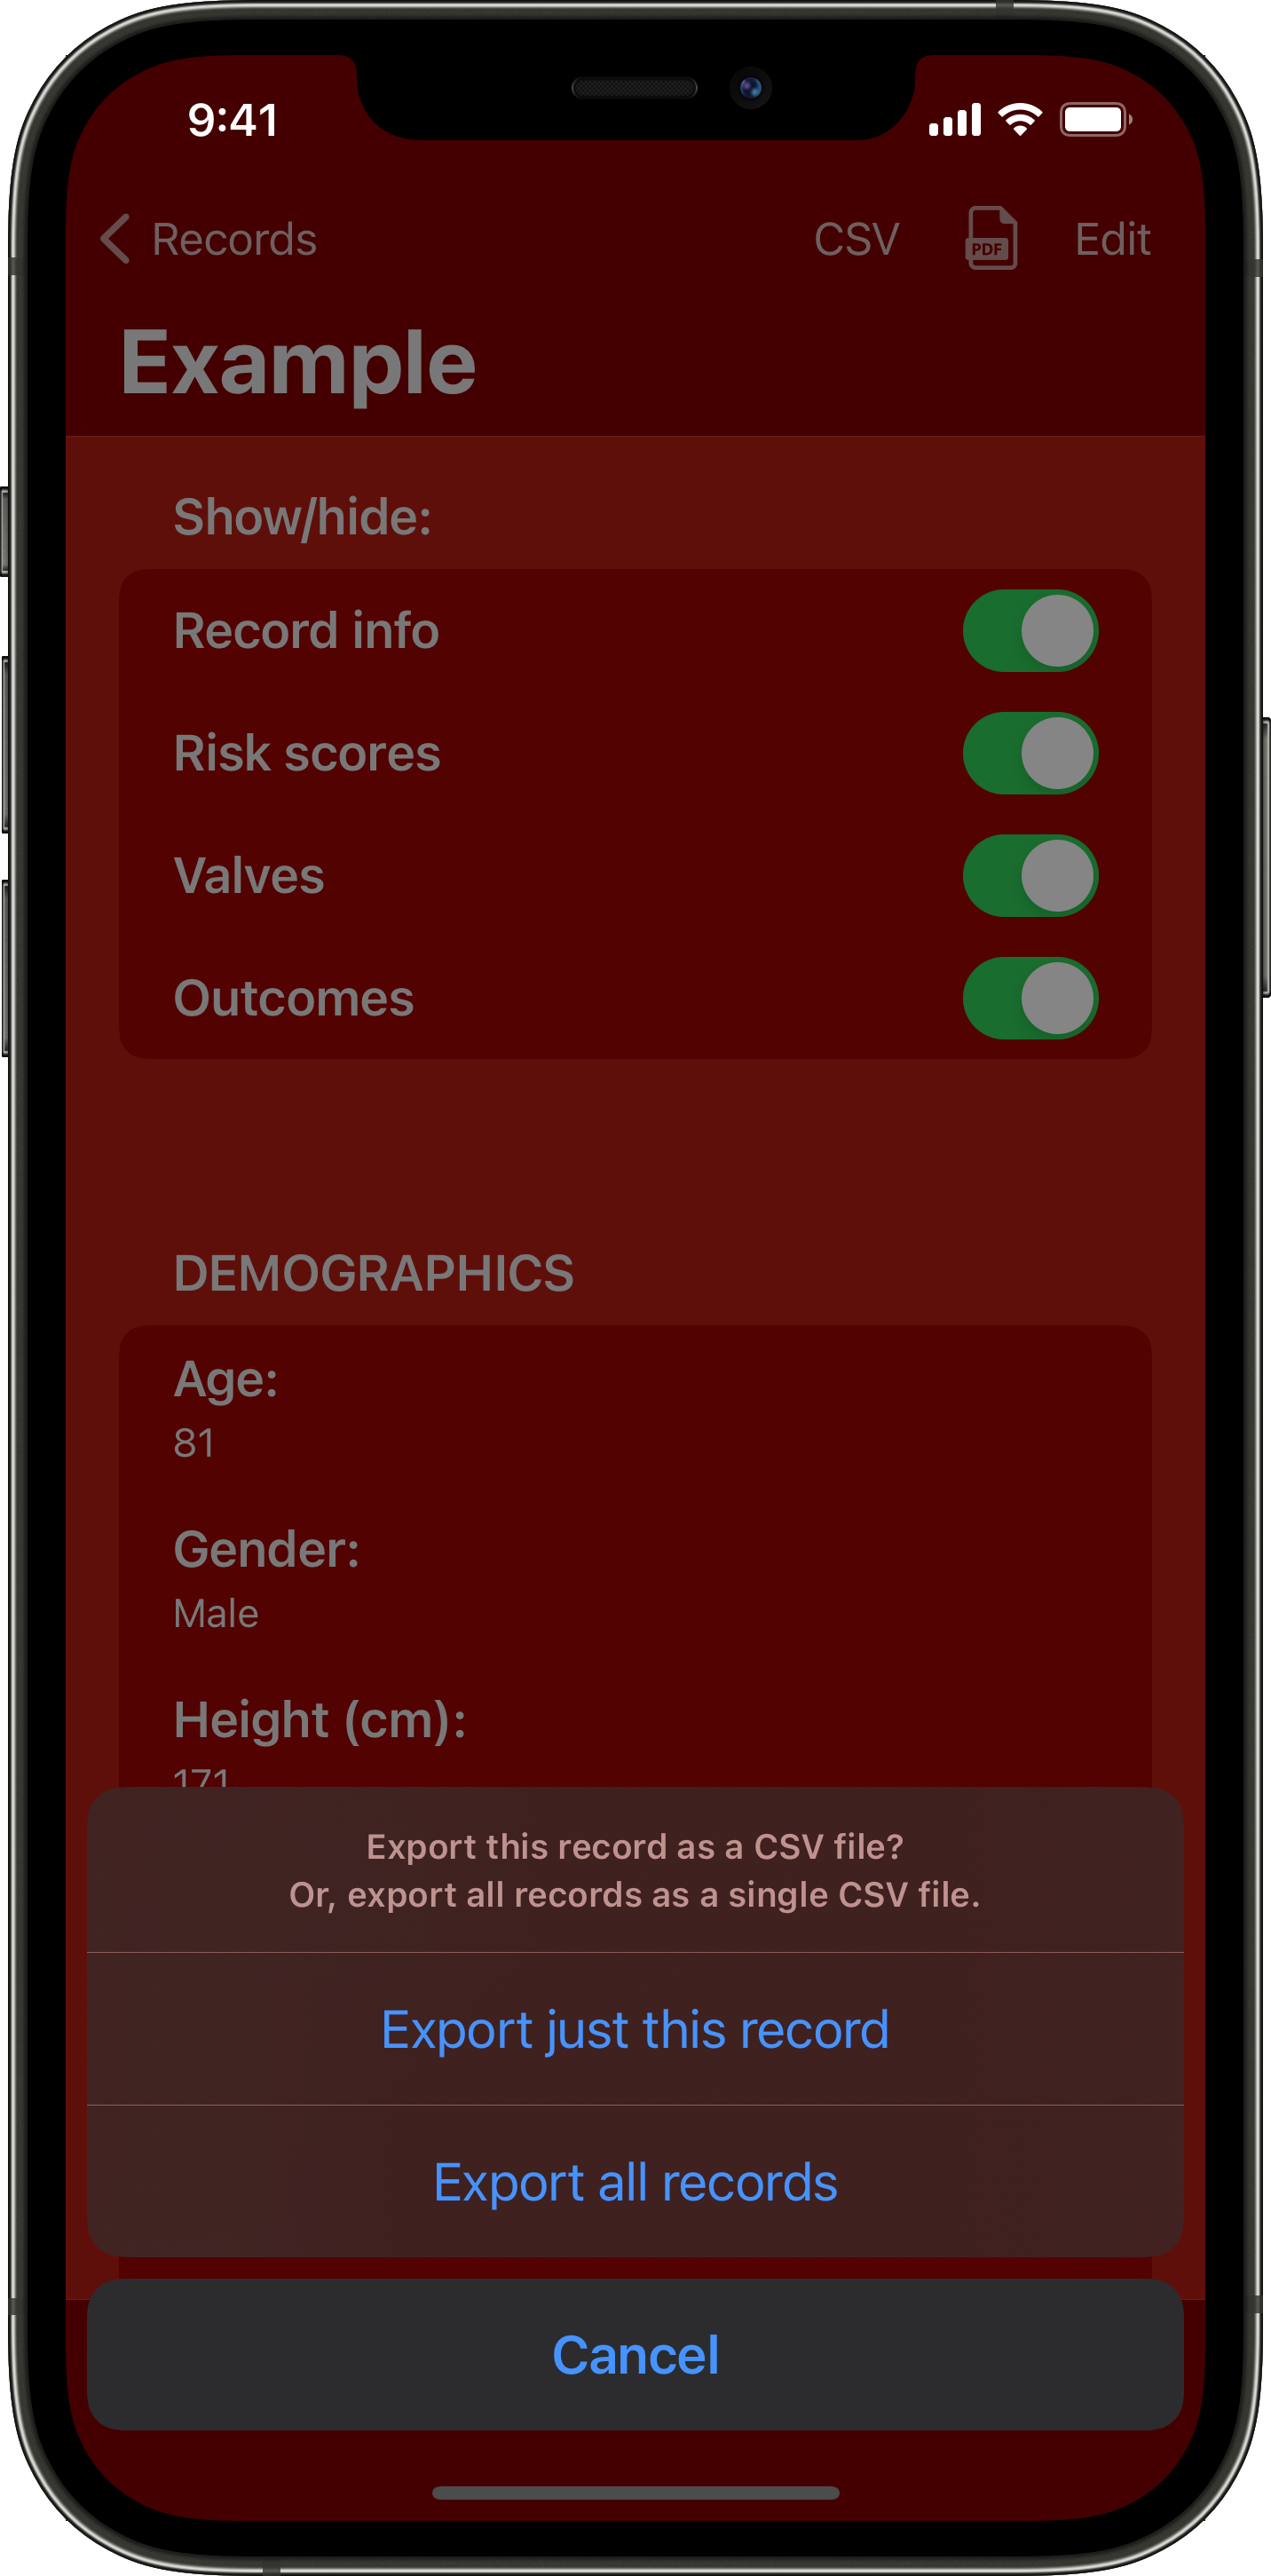 9:41
Records
CSV
PDF
Edit
Example
Show/hide:
Record info
Risk scores
Valves
Outcomes
DEMOGRAPHICS
Age:
81
Gender:
Male
Height (cm):
171
Export this record as a CSV file?
Or, export all records as a single CSV file.
Export just this record
Export all records
Cancel